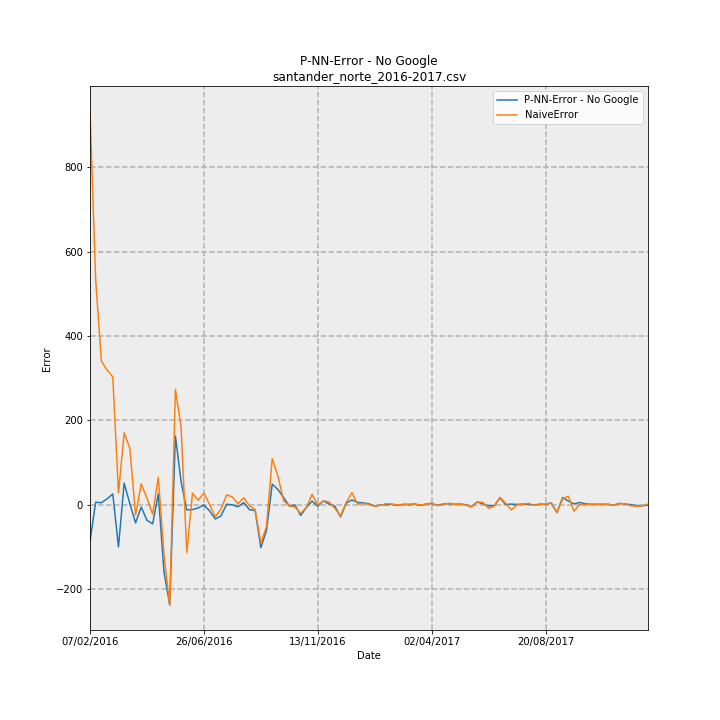 P-NN-Error - No Google
santander_norte_2016-2017.csv
P-NN-Error - No Google
NaiveError
800
600
400
200
0
−200
Error
07/02/2016 26/06/2016 13/11/2016 02/04/2017 20/08/2017
Date